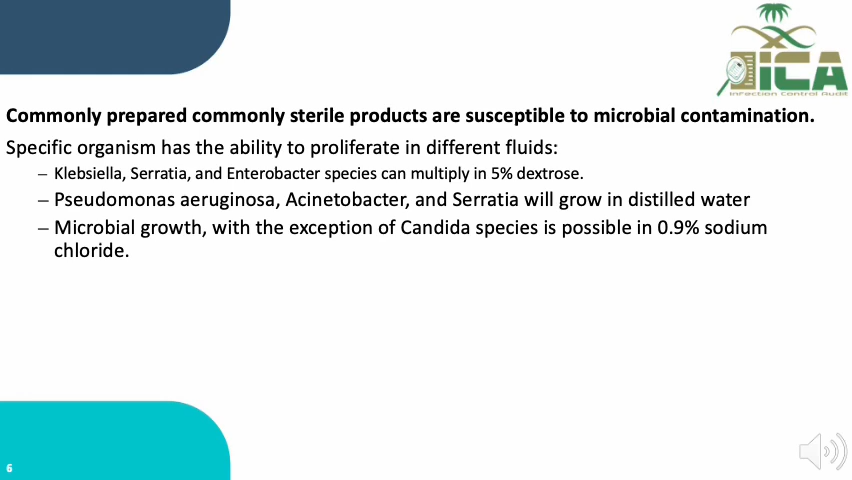 iCA
Infection Control Audit
Commonly prepared commonly sterile products are susceptible to microbial contamination.
Specific organism has the ability to proliferate in different fluids:
– Klebsiella, Serratia, and Enterobacter species can multiply in 5% dextrose.
– Pseudomonas aeruginosa, Acinetobacter, and Serratia will grow in distilled water
– Microbial growth, with the exception of Candida species is possible in 0.9% sodium
chloride.
6